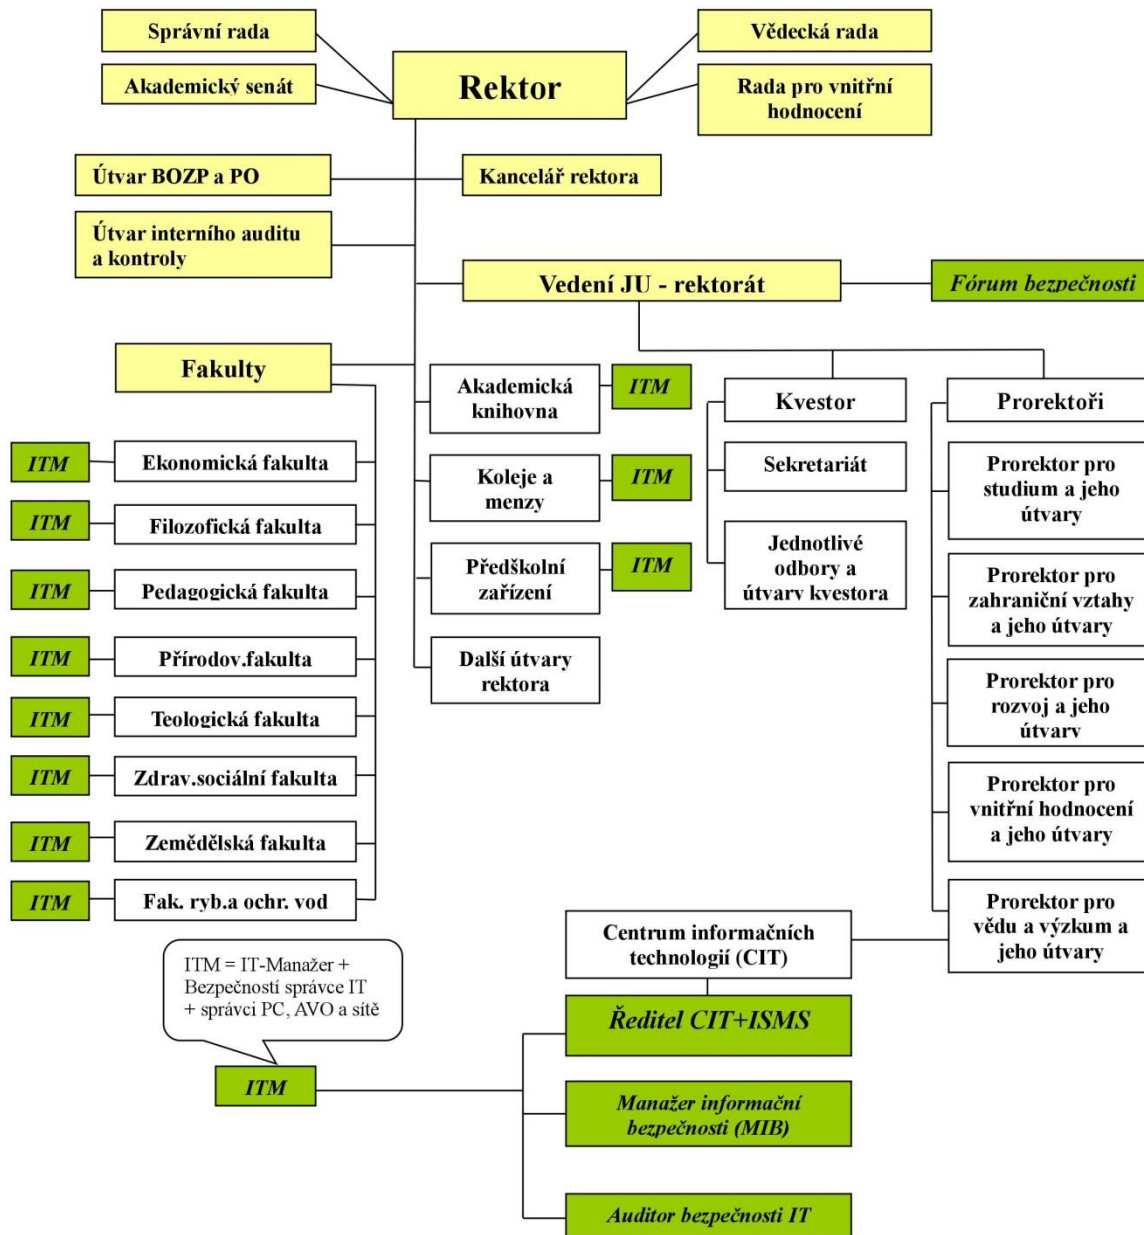 Správní rada
Vědecká rada
Akademický senát
Rektor
Rada pro vnitřní
hodnocení
Útvar BOZP a PO
Kancelář rektora
Útvar interního auditu
a kontroly
Vedení JU - rektorát
Fórum bezpečnosti
Fakulty
Akademická
knihovna
ITM
Kvestor
Prorektoři
ITM
Ekonomická fakulta
Koleje a
menzy
ITM
Sekretariát
Prorektor pro
studium a jeho
útvary
ITM
Filozofická fakulta
Předškolní
zařízení
ITM
Jednotlivé
odbory a
útvary kvestora
Prorektor pro
zahraniční vztahy
a jeho útvary
ITM
Pedagogická fakulta
ITM
Přírodov.fakulta
Další útvary
rektora
Prorektor pro
rozvoj a jeho
útvary
ITM
Teologická fakulta
ITM
Zdrav.sociální fakulta
Prorektor pro
vnitřní hodnocení
a jeho útvary
ITM
Zemědělská fakulta
ITM
Fak. ryb.a ochr. vod
Prorektor pro
vědu a výzkum a
jeho útvary
Centrum informačních
technologií (CIT)
ITM = IT-Manažer +
Bezpečností správce IT
+ správci PC, AVO a sítě
Ředitel CIT+ISMS
ITM
Manažer informační
bezpečnosti (MIB)
Auditor bezpečnosti IT